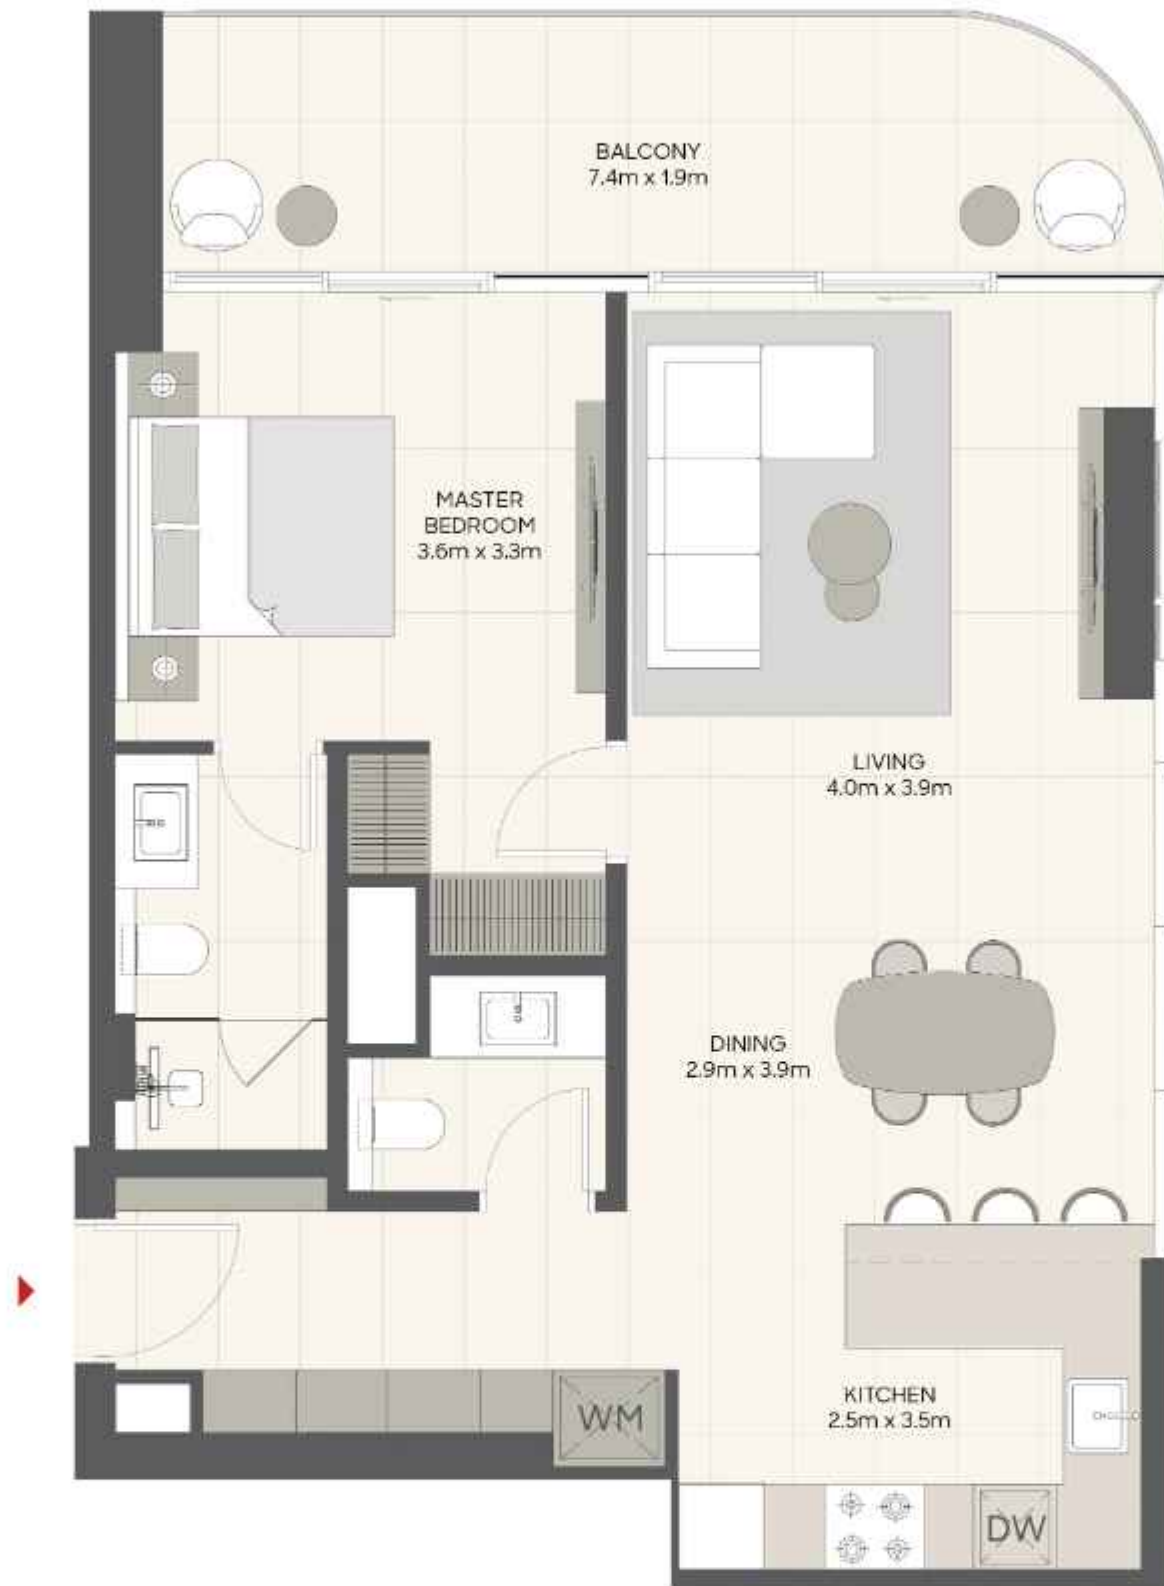 BALCONY
7.4m x 1.9m
MASTER
BEDROOM
3.6m x 3.3m
LIVING
4.0m x 3.9m
DINING
2.9m x 3.9m
KITCHEN
2.5m x 3.5m
WM
DW